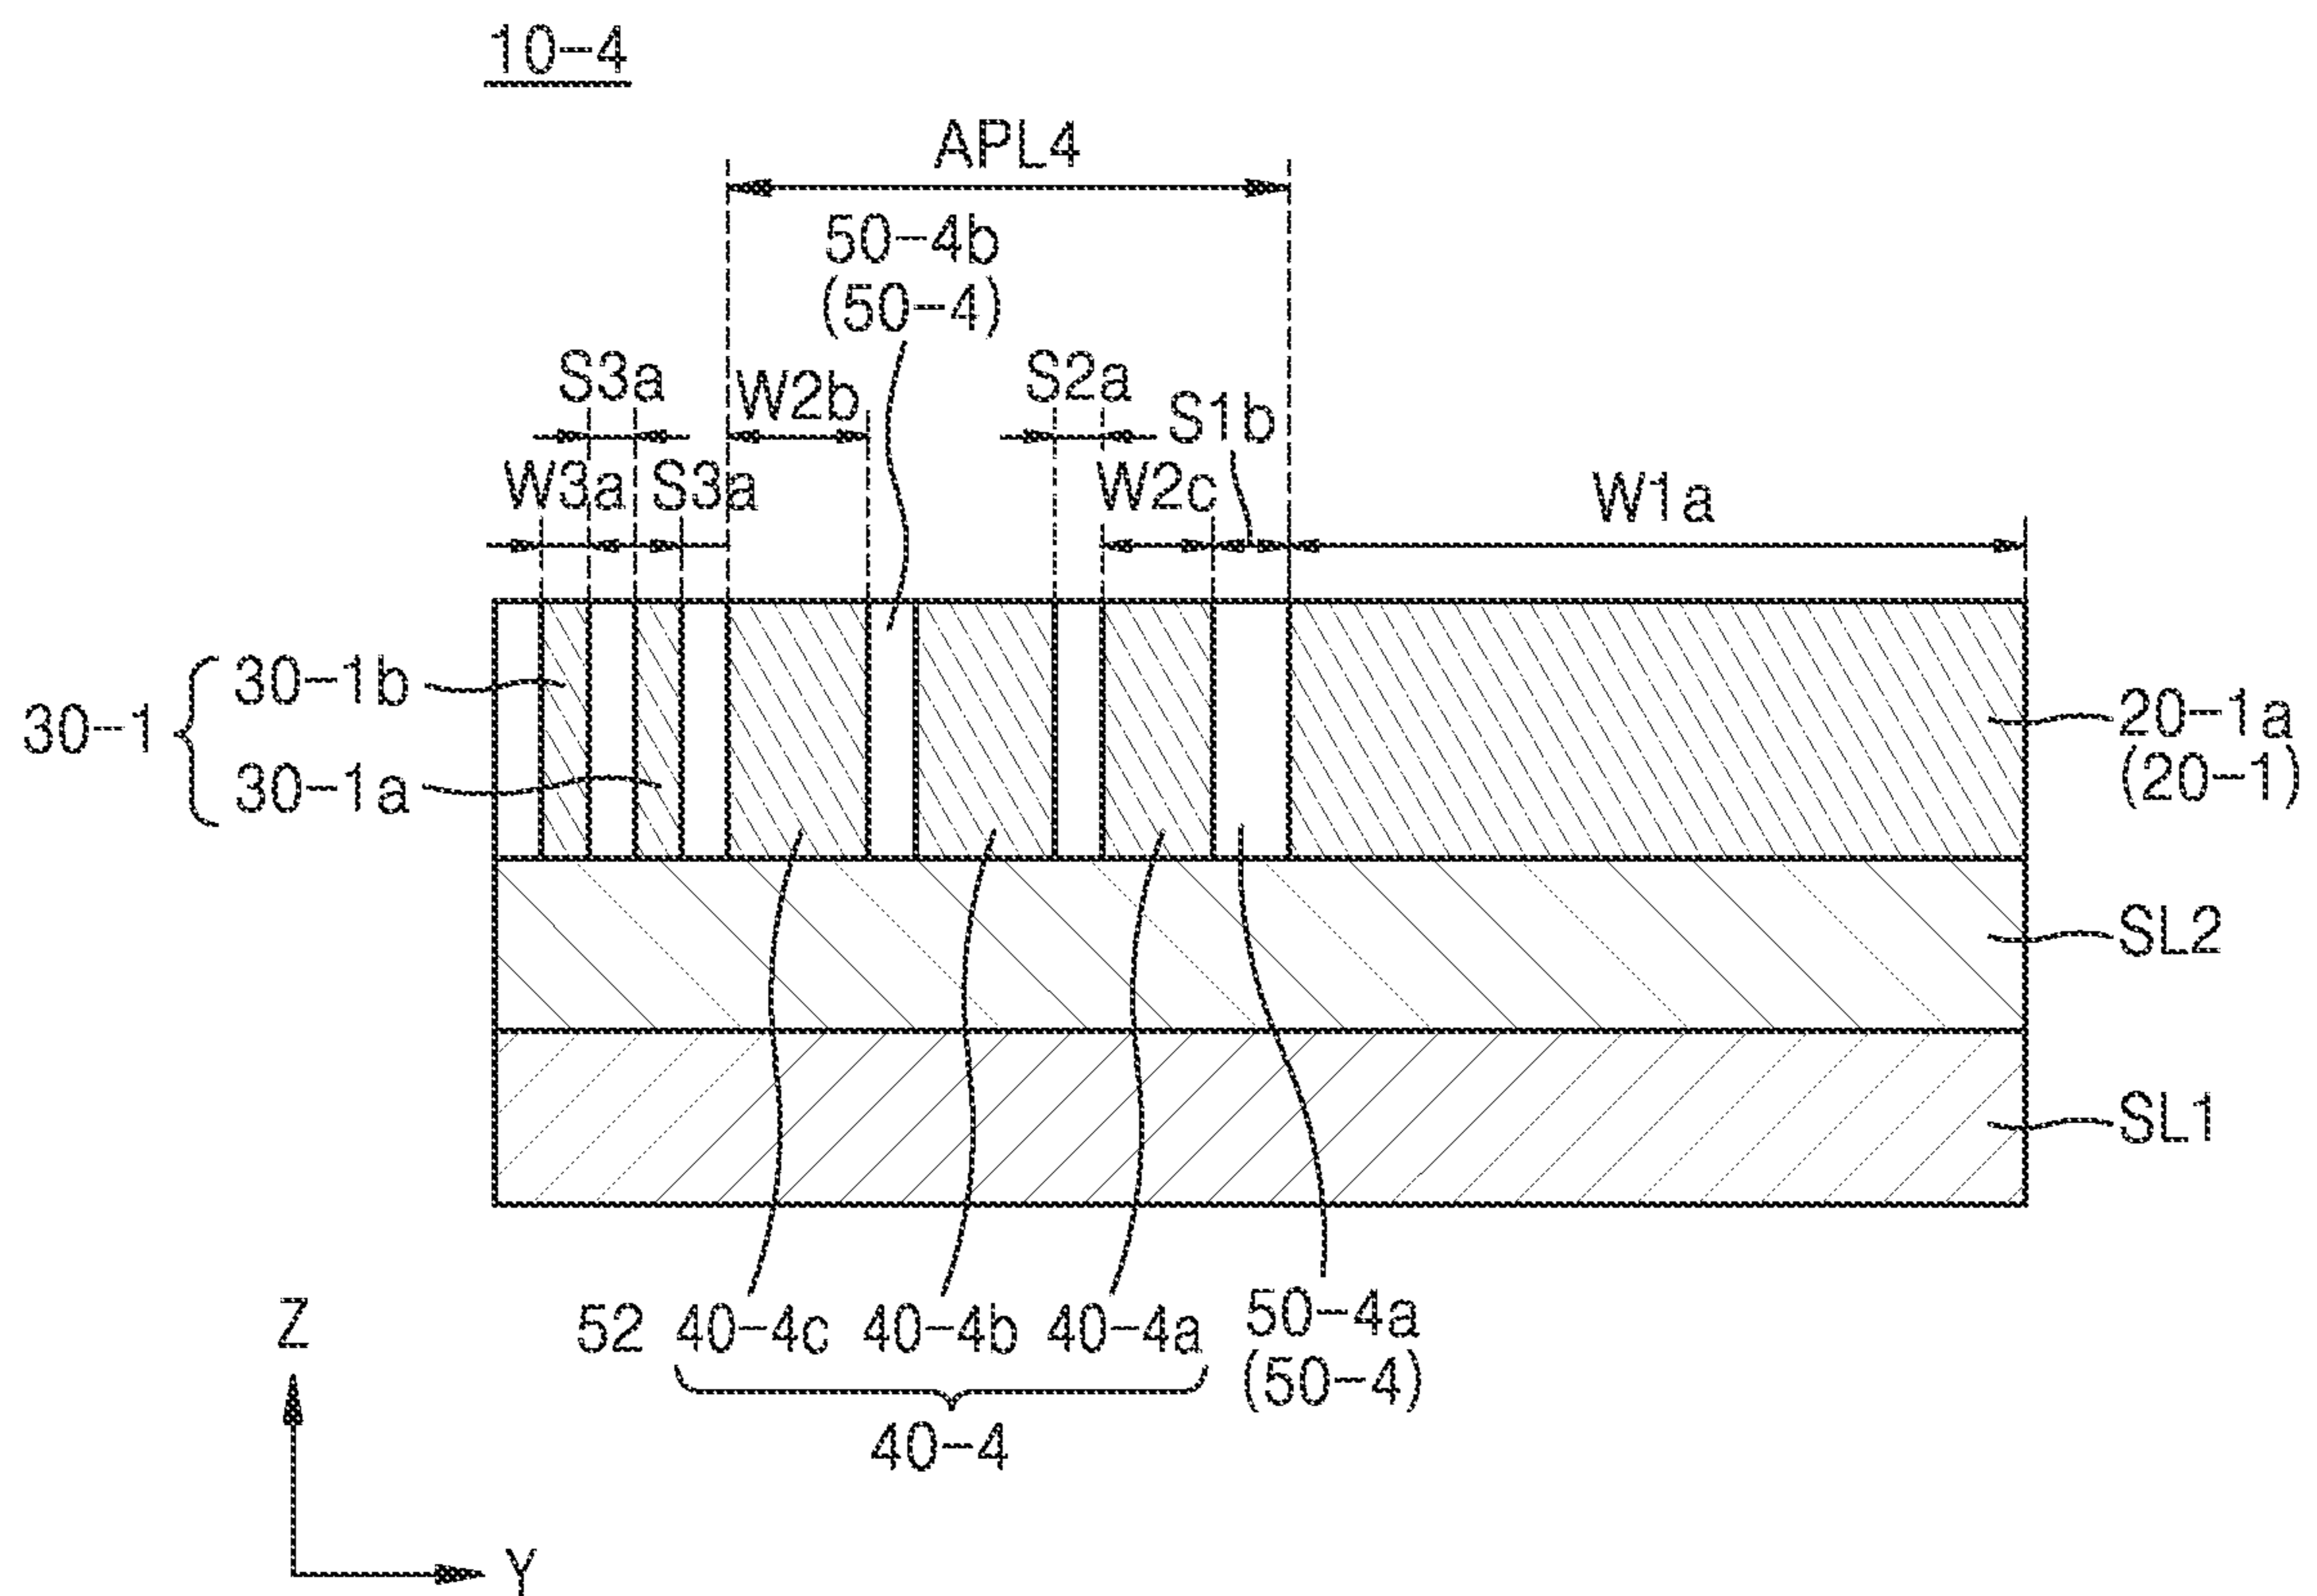 10-4
APL4
50-4b
(50-4)
S3a
W2b
S2a
S1b
W3a
S3a
W2c
W1a
30-1
30-1b
30-1a
20-1a
(20-1)
SL2
SL1
52
40-4c
40-4b
40-4a
50-4a
(50-4)
40-4
Z
Y